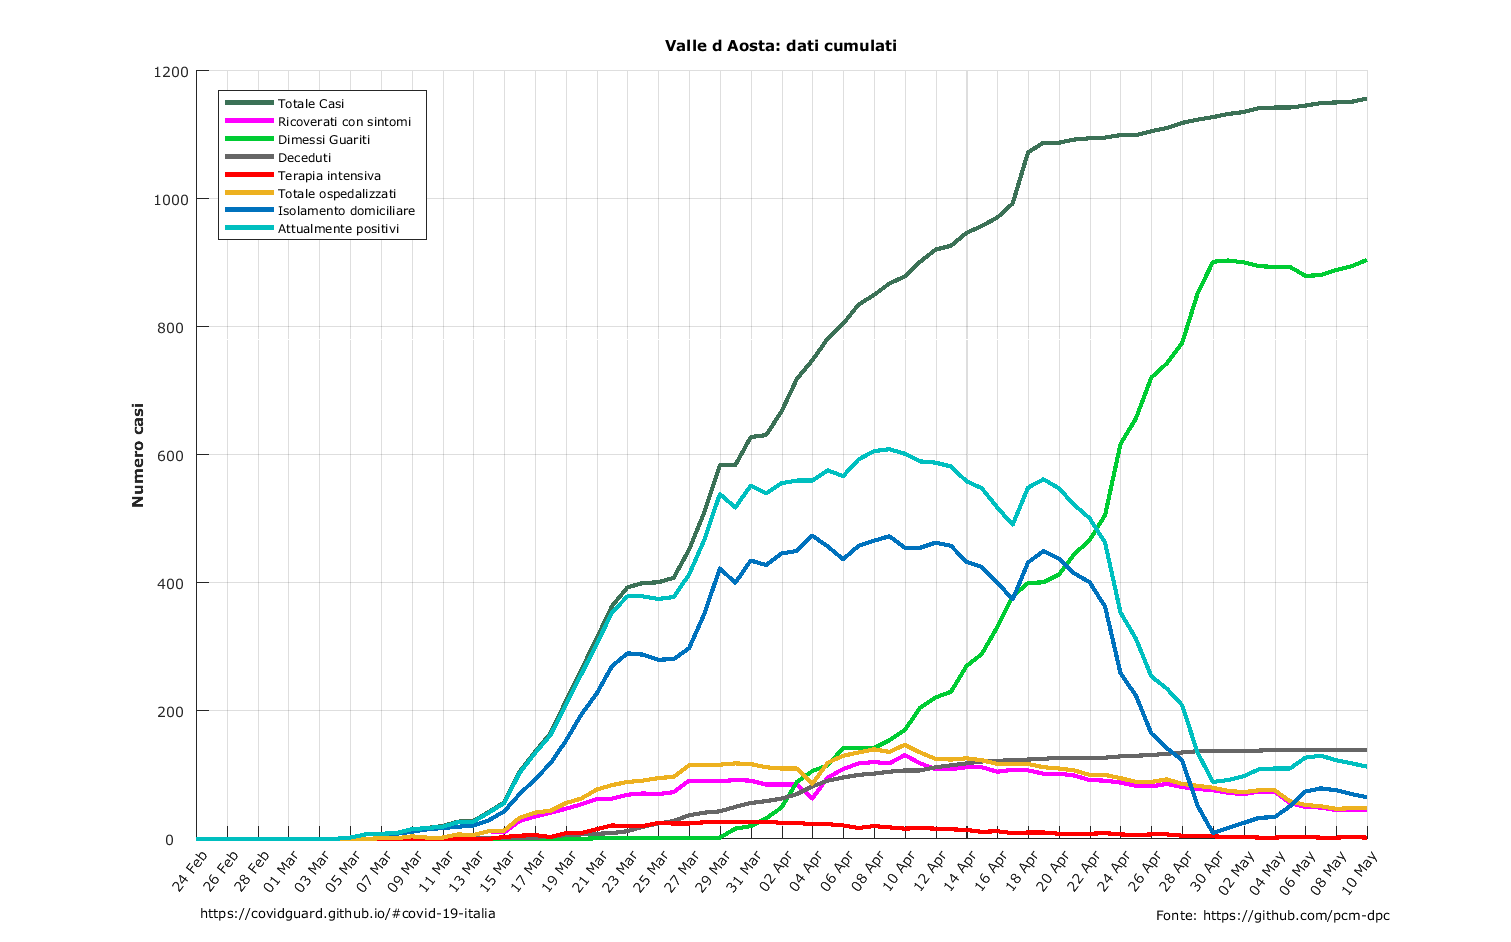 Valle d Aosta: dati cumulati
Numero casi
1200
1000
800
600
400
200
0
Totale Casi
Ricoverati con sintomi
Dimessi Guariti
Deceduti
Terapia intensiva
Totale ospedalizzati
Isolamento domiciliare
Attualmente positivi
24 Feb
26 Feb
28 Feb
01 Mar
03 Mar
05 Mar
07 Mar
09 Mar
11 Mar
13 Mar
15 Mar
17 Mar
19 Mar
21 Mar
23 Mar
25 Mar
27 Mar
29 Mar
31 Mar
02 Apr
04 Apr
06 Apr
08 Apr
10 Apr
12 Apr
14 Apr
16 Apr
18 Apr
20 Apr
22 Apr
24 Apr
26 Apr
28 Apr
30 Apr
02 May
04 May
06 May
08 May
10 May
https://covidguard.github.io/#covid-19-italia
Fonte: https://github.com/pcm-dpc